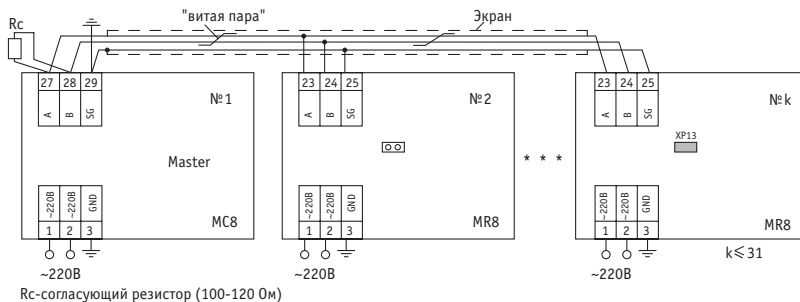 Rc "витая пара" Экран
27 28 29 23 24 25 23 24 25
A B SG №1 A B SG №2 A B SG №k
XP13
Master * * *
~220В ~220В GND MC8 ~220В ~220В GND MR8 ~220В ~220В GND MR8
1 2 3 1 2 3 1 2 3 k⩽31
~220В ~220В ~220В
Rc-согласующий резистор (100-120 Ом)